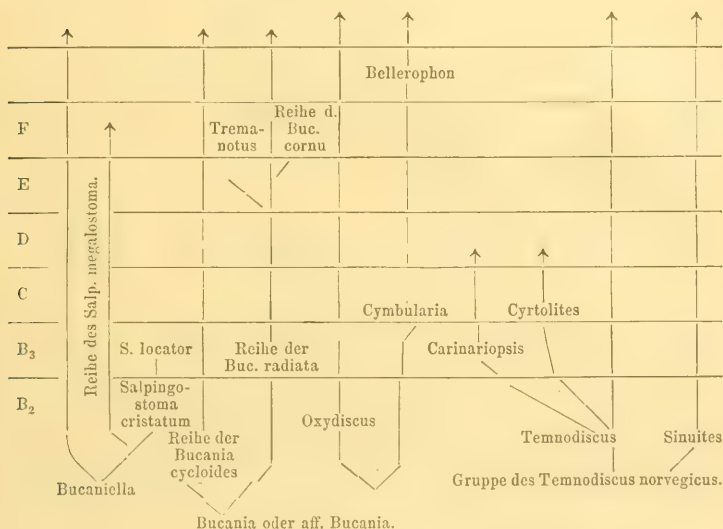 Bellerophon
F
Trema-
notus
Reihe d.
Buc.
cornu
E
Reihe des Salp. megalostoma.
D
C
Cymbularia
Cyrtolites
B3
S. locator
Reihe der
Buc. radiata
Carinariopsis
B2
Salpingo-
stoma
cristatum
Reihe der
Bucania
cycloides
Oxydiscus
Temnodiscus
Sinuites
Bucaniella
Gruppe des Temnodiscus norvegicus.
Bucania oder aff. Bucania.